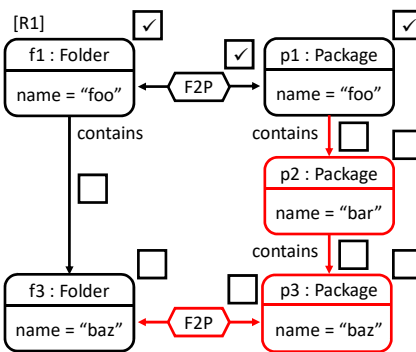 [R1]
f1 : Folder
name = “foo”
F2P
p1 : Package
name = “foo”
contains
contains
p2 : Package
name = “bar”
contains
f3 : Folder
name = “baz”
F2P
p3 : Package
name = “baz”